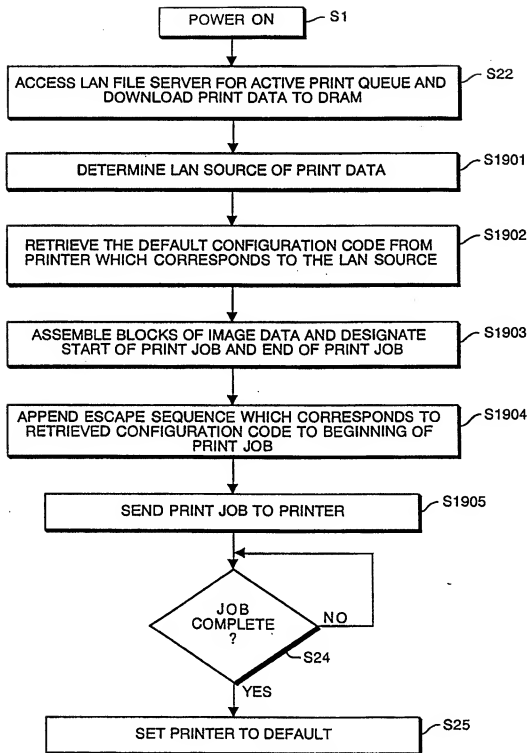 POWER ON
S1
ACCESS LAN FILE SERVER FOR ACTIVE PRINT QUEUE AND
DOWNLOAD PRINT DATA TO DRAM
S22
DETERMINE LAN SOURCE OF PRINT DATA
S1901
RETRIEVE THE DEFAULT CONFIGURATION CODE FROM
PRINTER WHICH CORRESPONDS TO THE LAN SOURCE
S1902
ASSEMBLE BLOCKS OF IMAGE DATA AND DESIGNATE
START OF PRINT JOB AND END OF PRINT JOB
S1903
APPEND ESCAPE SEQUENCE WHICH CORRESPONDS TO
RETRIEVED CONFIGURATION CODE TO BEGINNING OF
PRINT JOB
S1904
SEND PRINT JOB TO PRINTER
S1905
JOB
COMPLETE
?
NO
S24
YES
SET PRINTER TO DEFAULT
S25